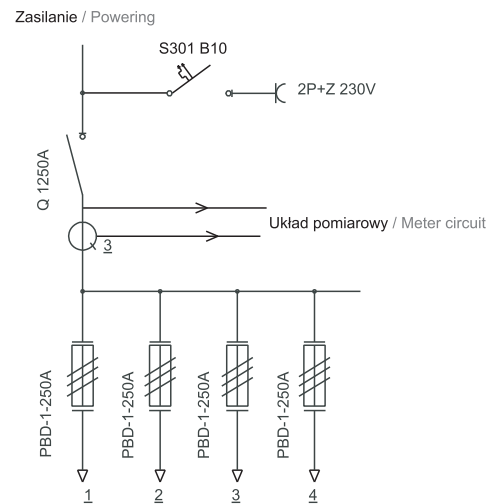 Zasilanie / Powering
S301 B10
2P+Z 230V
Q 1250A
Układ pomiarowy / Meter circuit
3
PBD-1-250A
PBD-1-250A
PBD-1-250A
PBD-1-250A
1
2
3
4